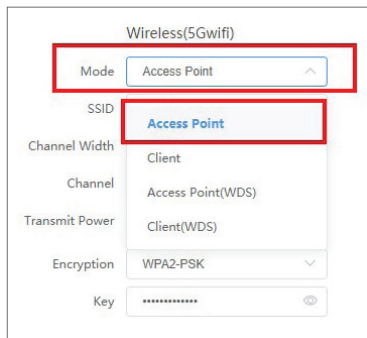 Wireless(5Gwifi)
Mode Access Point
SSID
Access Point
Channel Width
Client
Channel
Access Point(WDS)
Transmit Power
Client(WDS)
Encryption WPA2-PSK
Key •••••••••••••